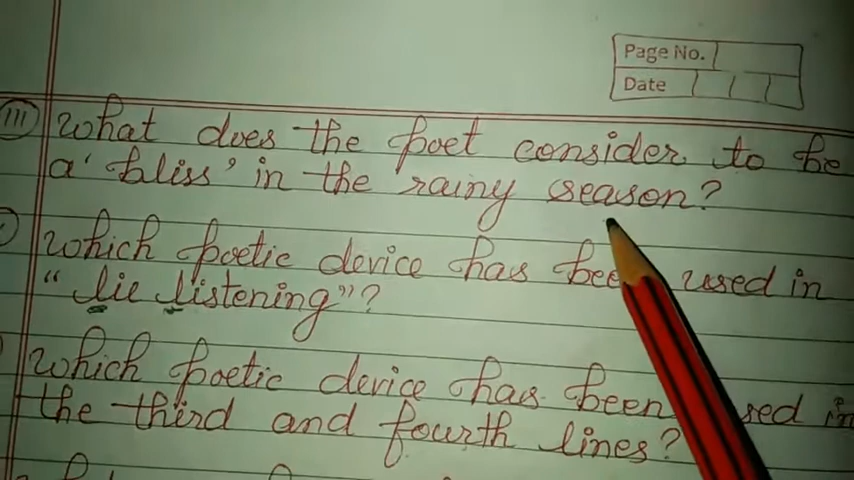 Page No.
Date
(III) What does the poet consider to be
a 'bliss' in the rainy season?
Which poetic device has been used in
"lie listening"?
Which poetic device has been used in
the third and fourth lines?